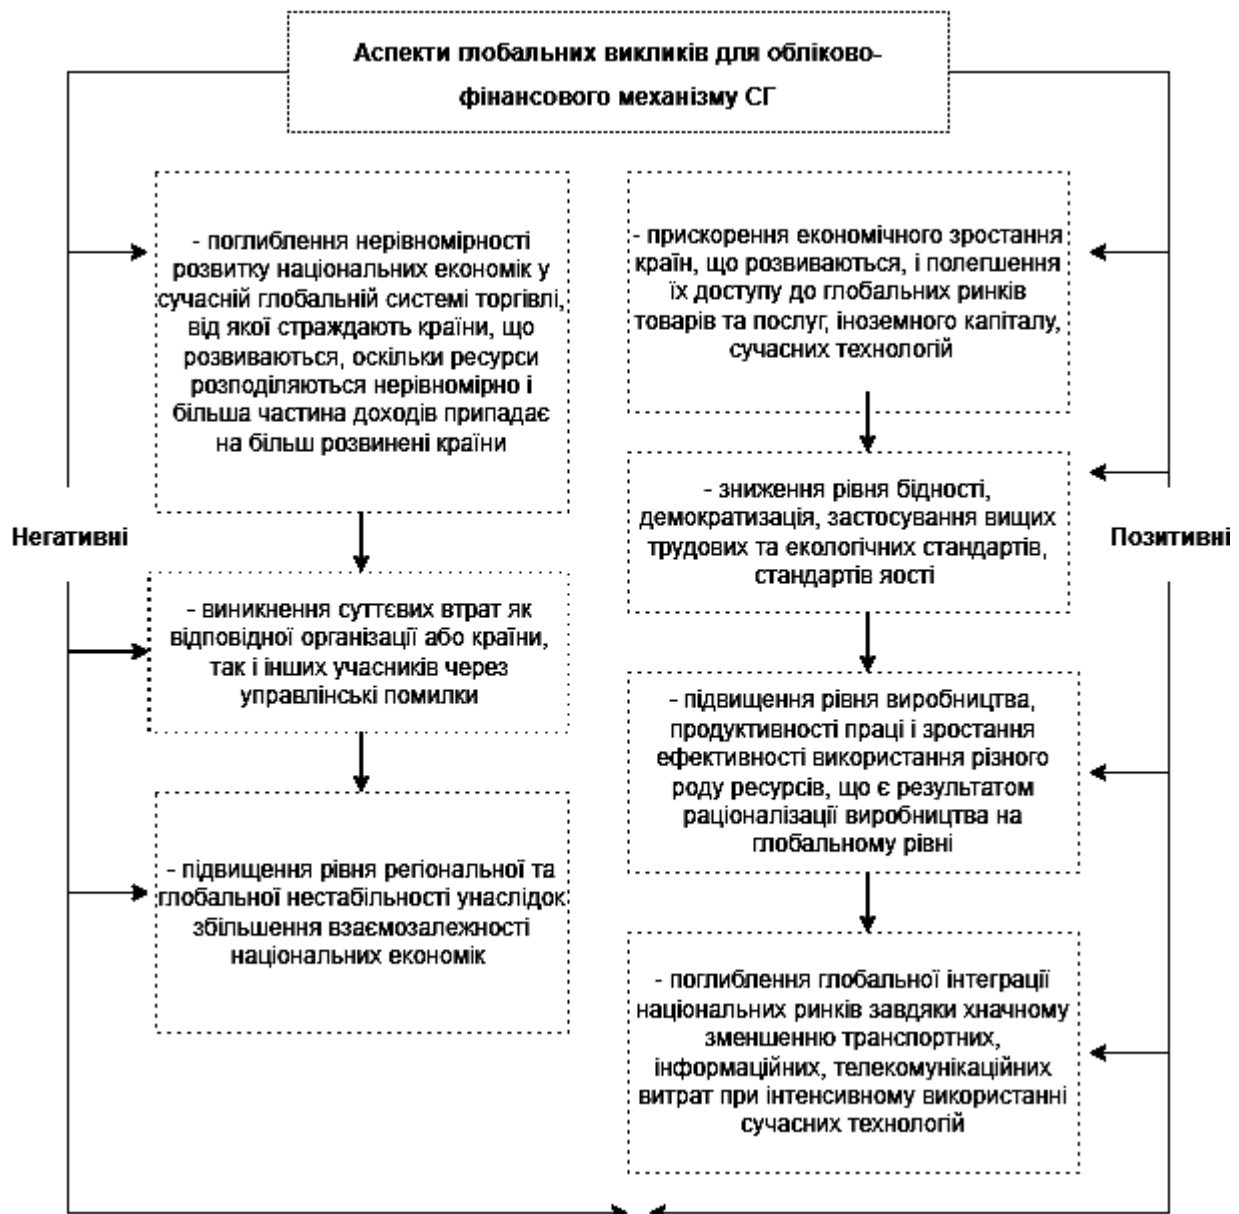 Аспекти глобальних викликів для обліково-
фінансового механізму СГ
Негативні
- поглиблення нерівномірності
розвитку національних економік у
сучасній глобальній системі торгівлі,
від якої страждають країни, що
розвиваються, оскільки ресурси
розподіляються нерівномірно і
більша частина доходів припадає
на більш розвинені країни
- виникнення суттєвих втрат як
відповідної організації або країни,
так і інших учасників через
управлінські помилки
- підвищення рівня регіональної та
глобальної нестабільності унаслідок
збільшення взаємозалежності
національних економік
Позитивні
- прискорення економічного зростання
країн, що розвиваються, і полегшення
їх доступу до глобальних ринків
товарів та послуг, іноземного капіталу,
сучасних технологій
- зниження рівня бідності,
демократизація, застосування вищих
трудових та екологічних стандартів,
стандартів яості
- підвищення рівня виробництва,
продуктивності праці і зростання
ефективності використання різного
роду ресурсів, що є результатом
раціоналізації виробництва на
глобальному рівні
- поглиблення глобальної інтеграції
національних ринків завдяки хначному
зменшенню транспортних,
інформаційних, телекомунікаційних
витрат при інтенсивному використанні
сучасних технологій